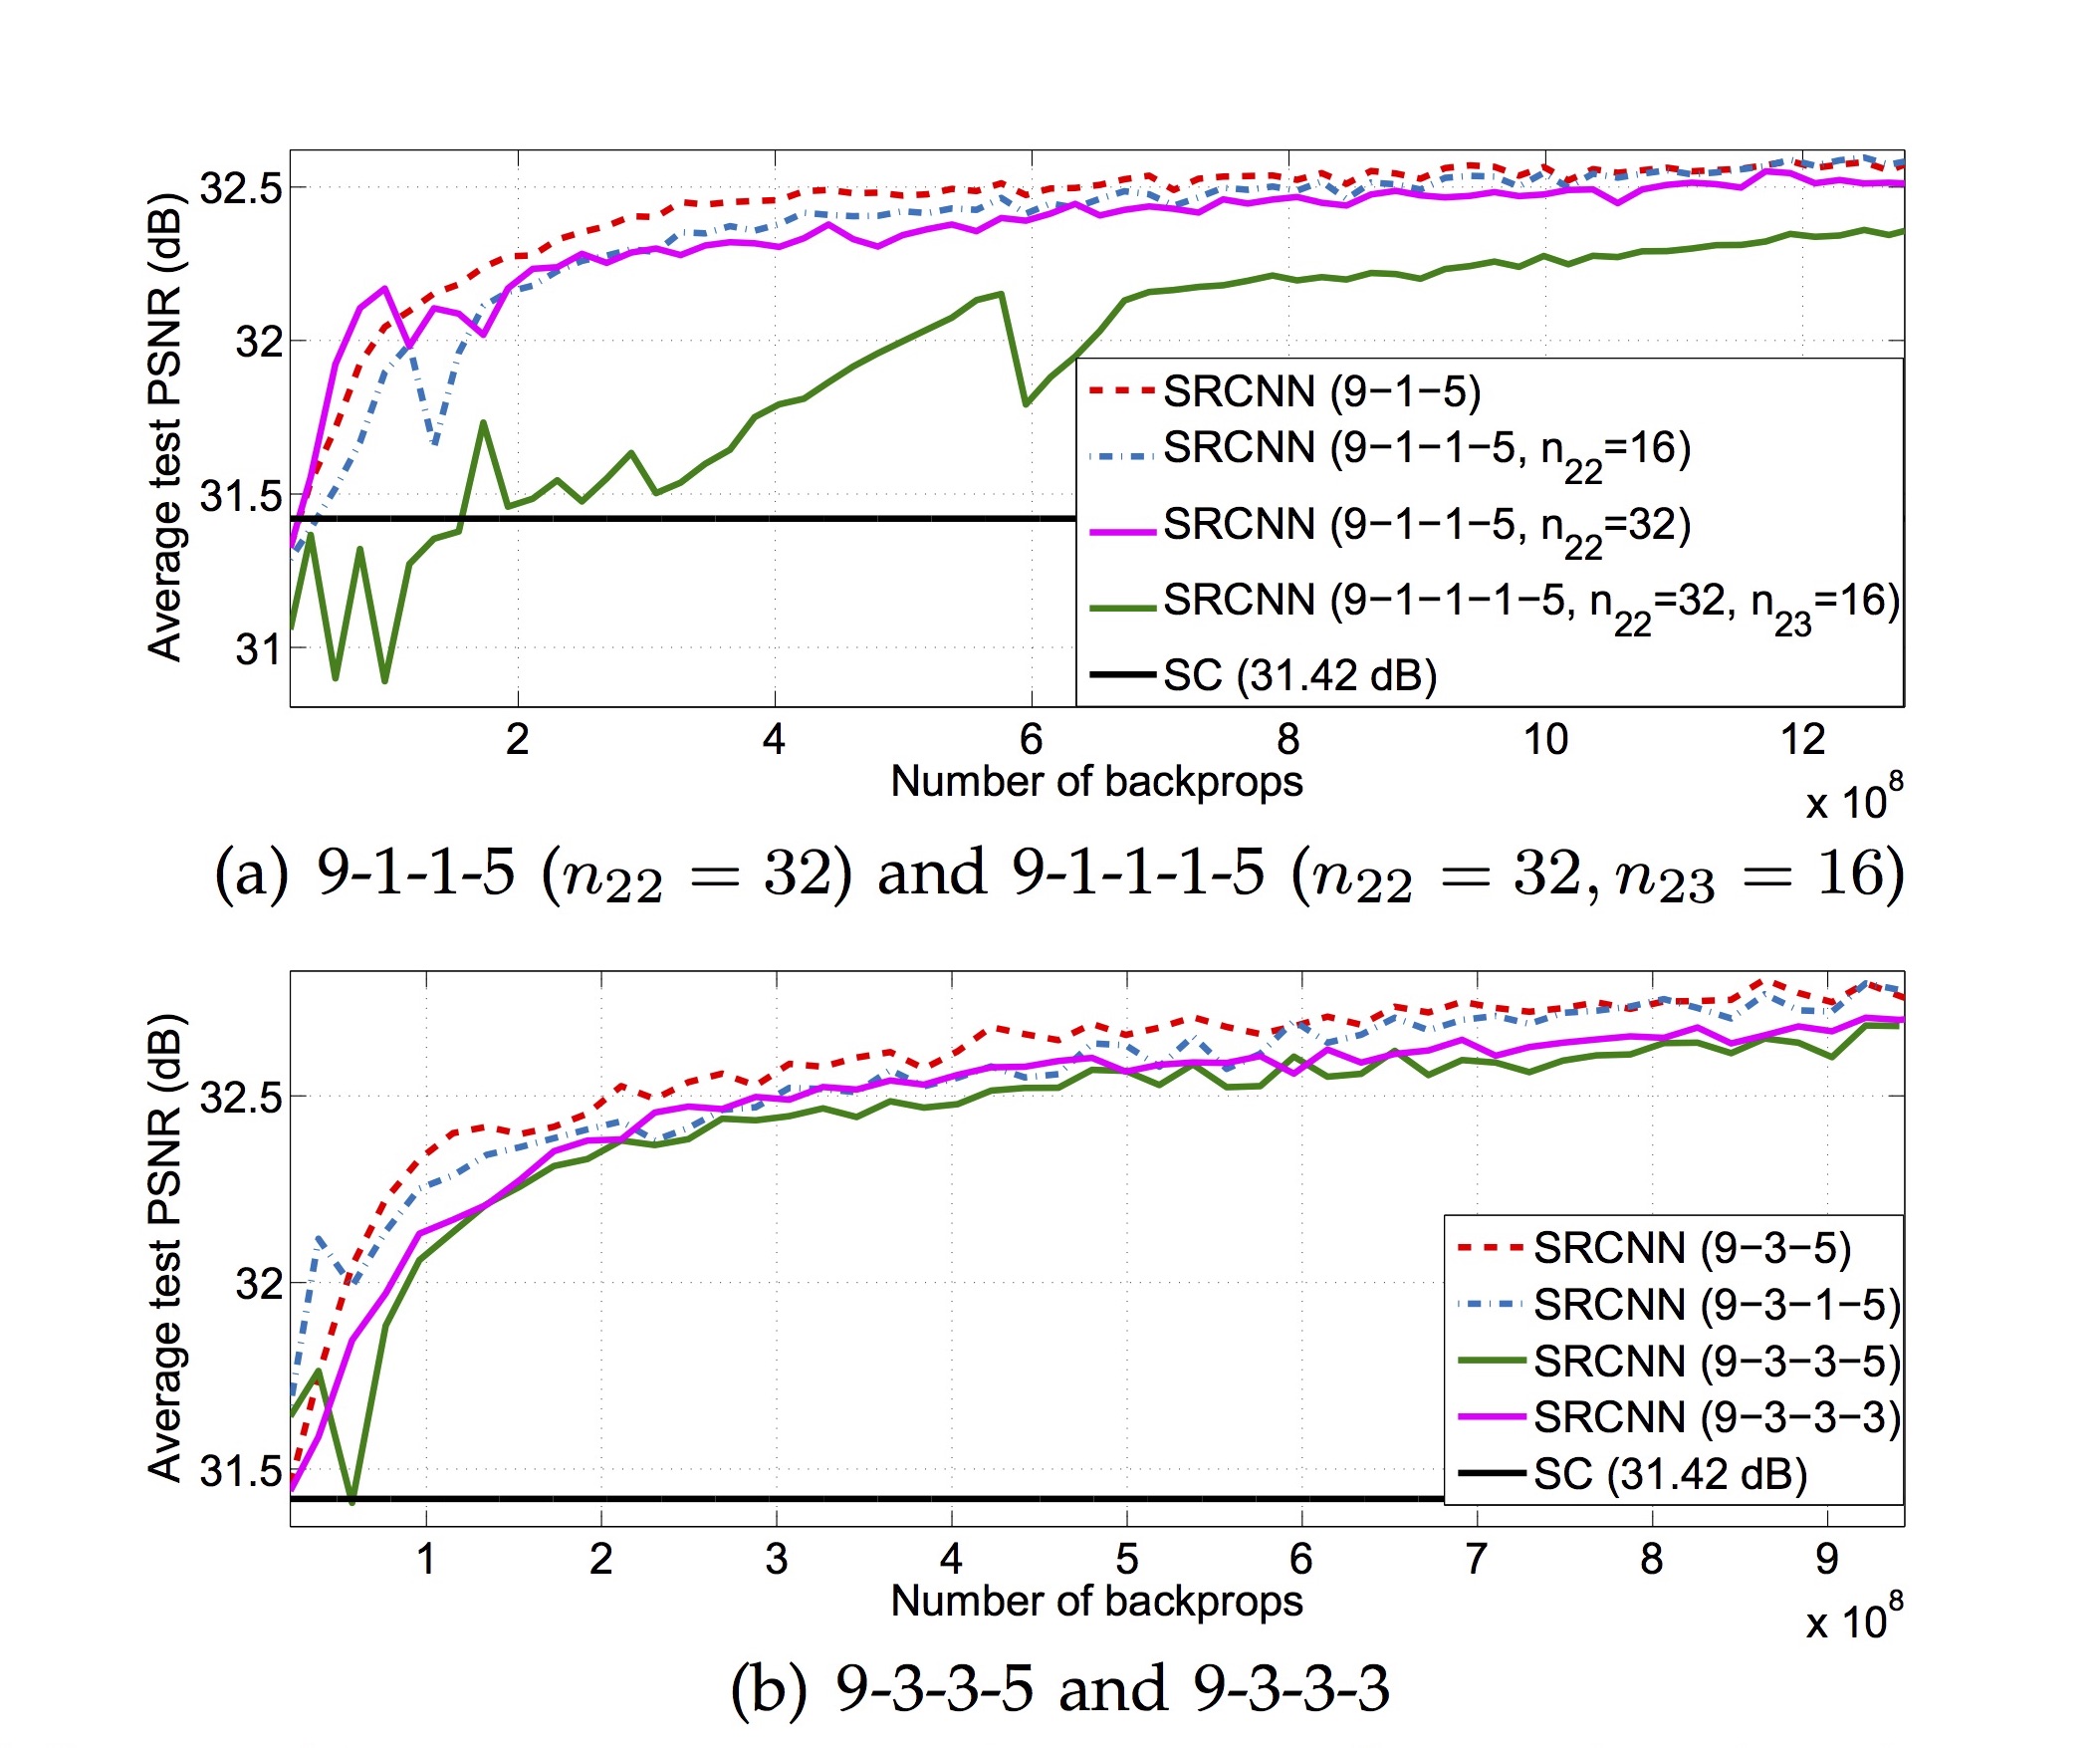 32.5
32
31.5
31
Average test PSNR (dB)
SRCNN (9−1−5)
SRCNN (9−1−1−5, n22=16)
SRCNN (9−1−1−5, n22=32)
SRCNN (9−1−1−1−5, n22=32, n23=16)
SC (31.42 dB)
2 4 6 8 10 12
Number of backprops
x 10^8
(a) 9-1-1-5 (n22 = 32) and 9-1-1-1-5 (n22 = 32, n23 = 16)
32.5
32
31.5
Average test PSNR (dB)
SRCNN (9−3−5)
SRCNN (9−3−1−5)
SRCNN (9−3−3−5)
SRCNN (9−3−3−3)
SC (31.42 dB)
1 2 3 4 5 6 7 8 9
Number of backprops
x 10^8
(b) 9-3-3-5 and 9-3-3-3